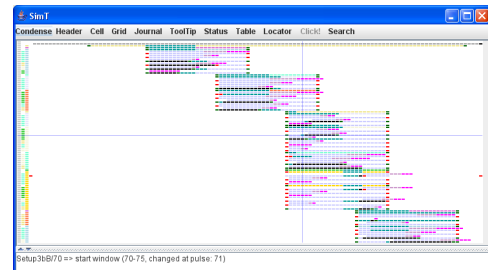 SimT
Condense Header Cell Grid Journal ToolTip Status Table Locator Click! Search
Setup3bB/70 => start window (70-75, changed at pulse: 71)